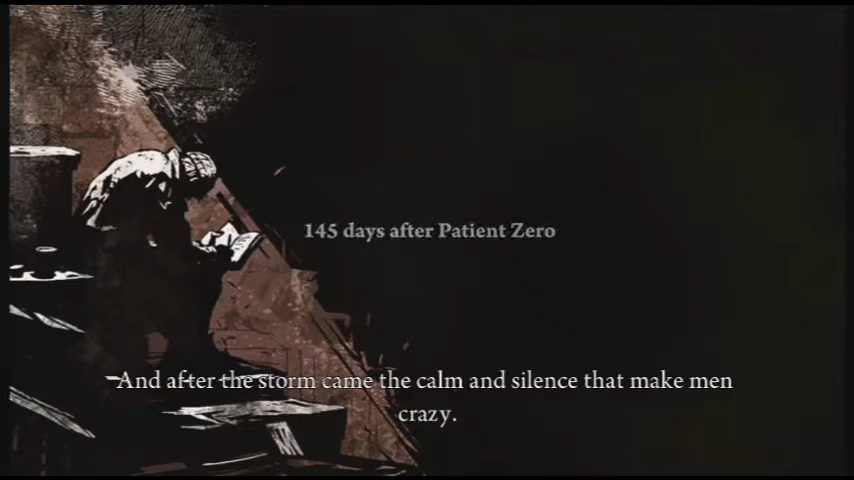 145 days after Patient Zero
And after the storm came the calm and silence that make men
crazy.